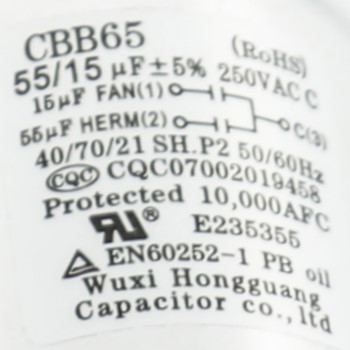 CBB65 (RoHS)
55/15 µF±5% 250VAC C
15µF FAN(1)
55µF HERM(2) C(3)
40/70/21 SH.P2 50/60Hz
CQC CQC07002019458
Protected 10,000AFC
RU® E235355
EN60252-1 PB oil
Wuxi Hongguang
Capacitor co.,ltd